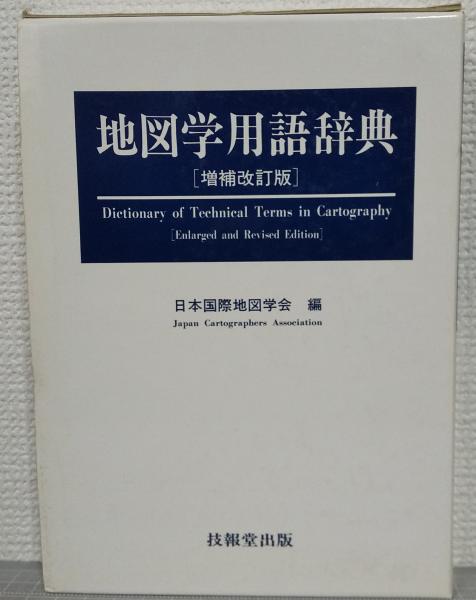 地図学用語辞典
［増補改訂版］
Dictionary of Technical Terms in Cartography
[Enlarged and Revised Edition]
日本国際地図学会　編
Japan Cartographers Association
技報堂出版